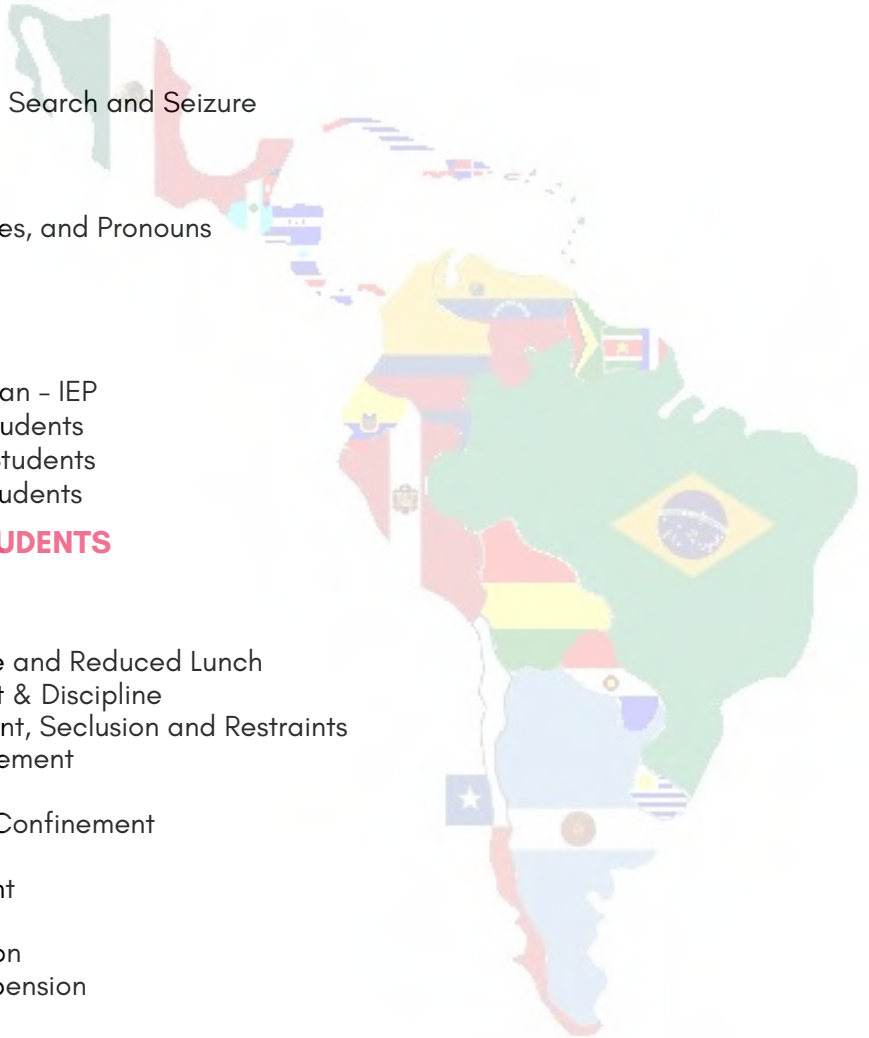 Search and Seizure
es, and Pronouns
an - IEP
udents
tudents
udents
UDENTS
e and Reduced Lunch
t & Discipline
nt, Seclusion and Restraints
ement
Confinement
nt
on
pension